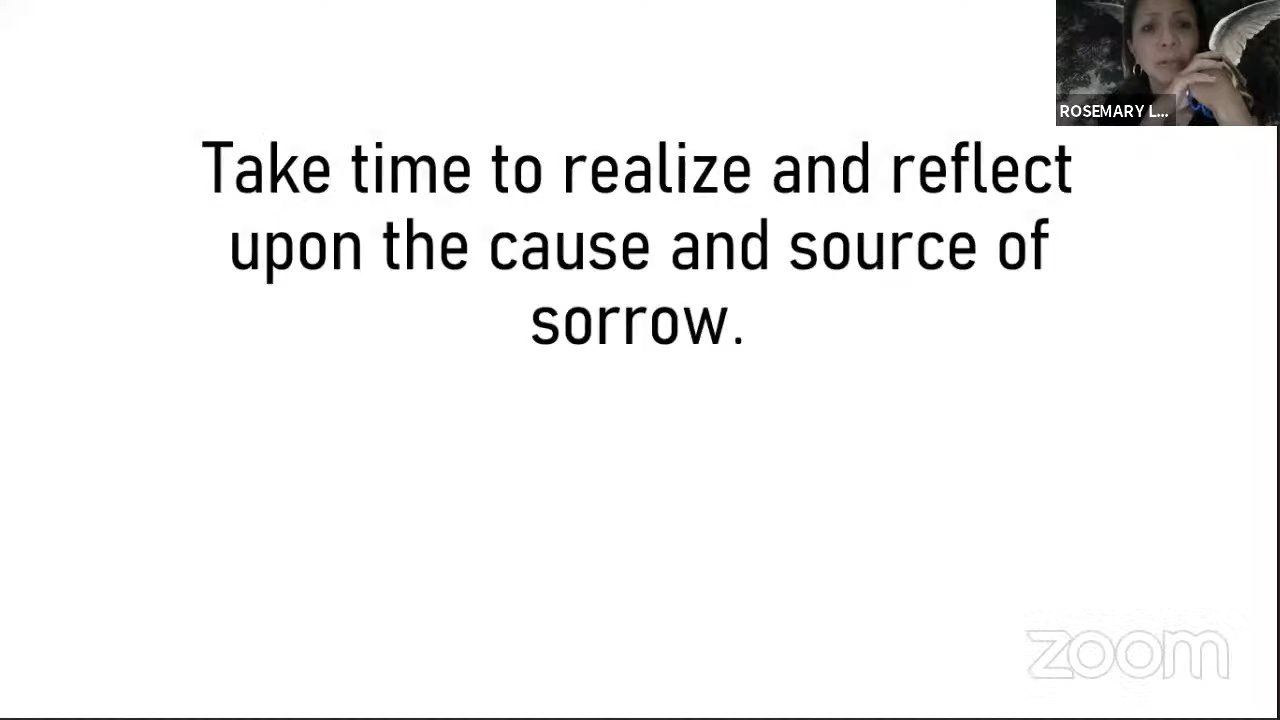 ROSEMARY L...
Take time to realize and reflect
upon the cause and source of
sorrow.
zoom